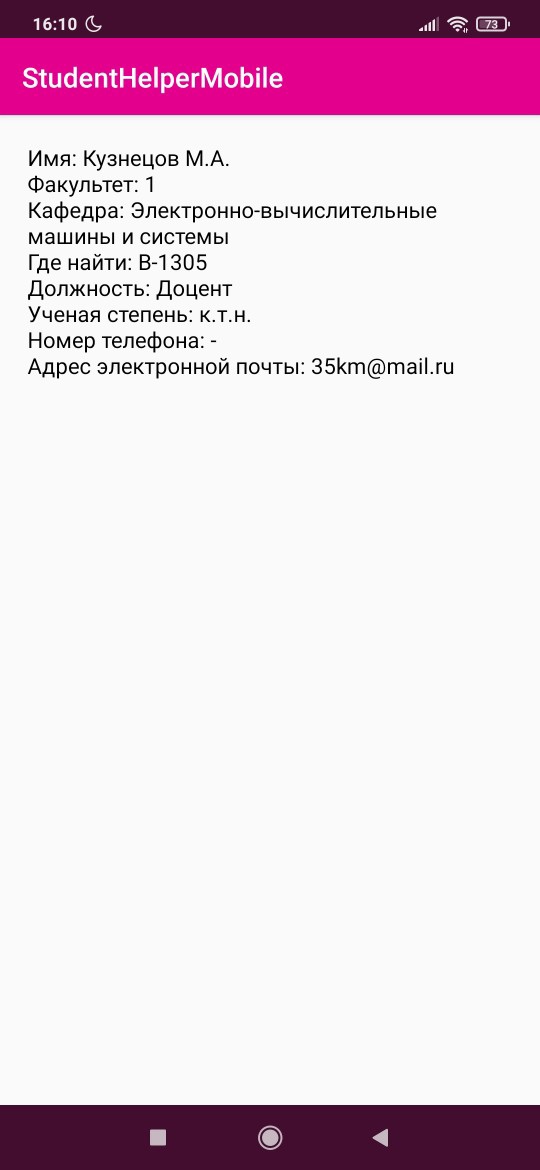 16:10
73
StudentHelperMobile
Имя: Кузнецов М.А.
Факультет: 1
Кафедра: Электронно-вычислительные
машины и системы
Где найти: В-1305
Должность: Доцент
Ученая степень: к.т.н.
Номер телефона: -
Адрес электронной почты: 35km@mail.ru